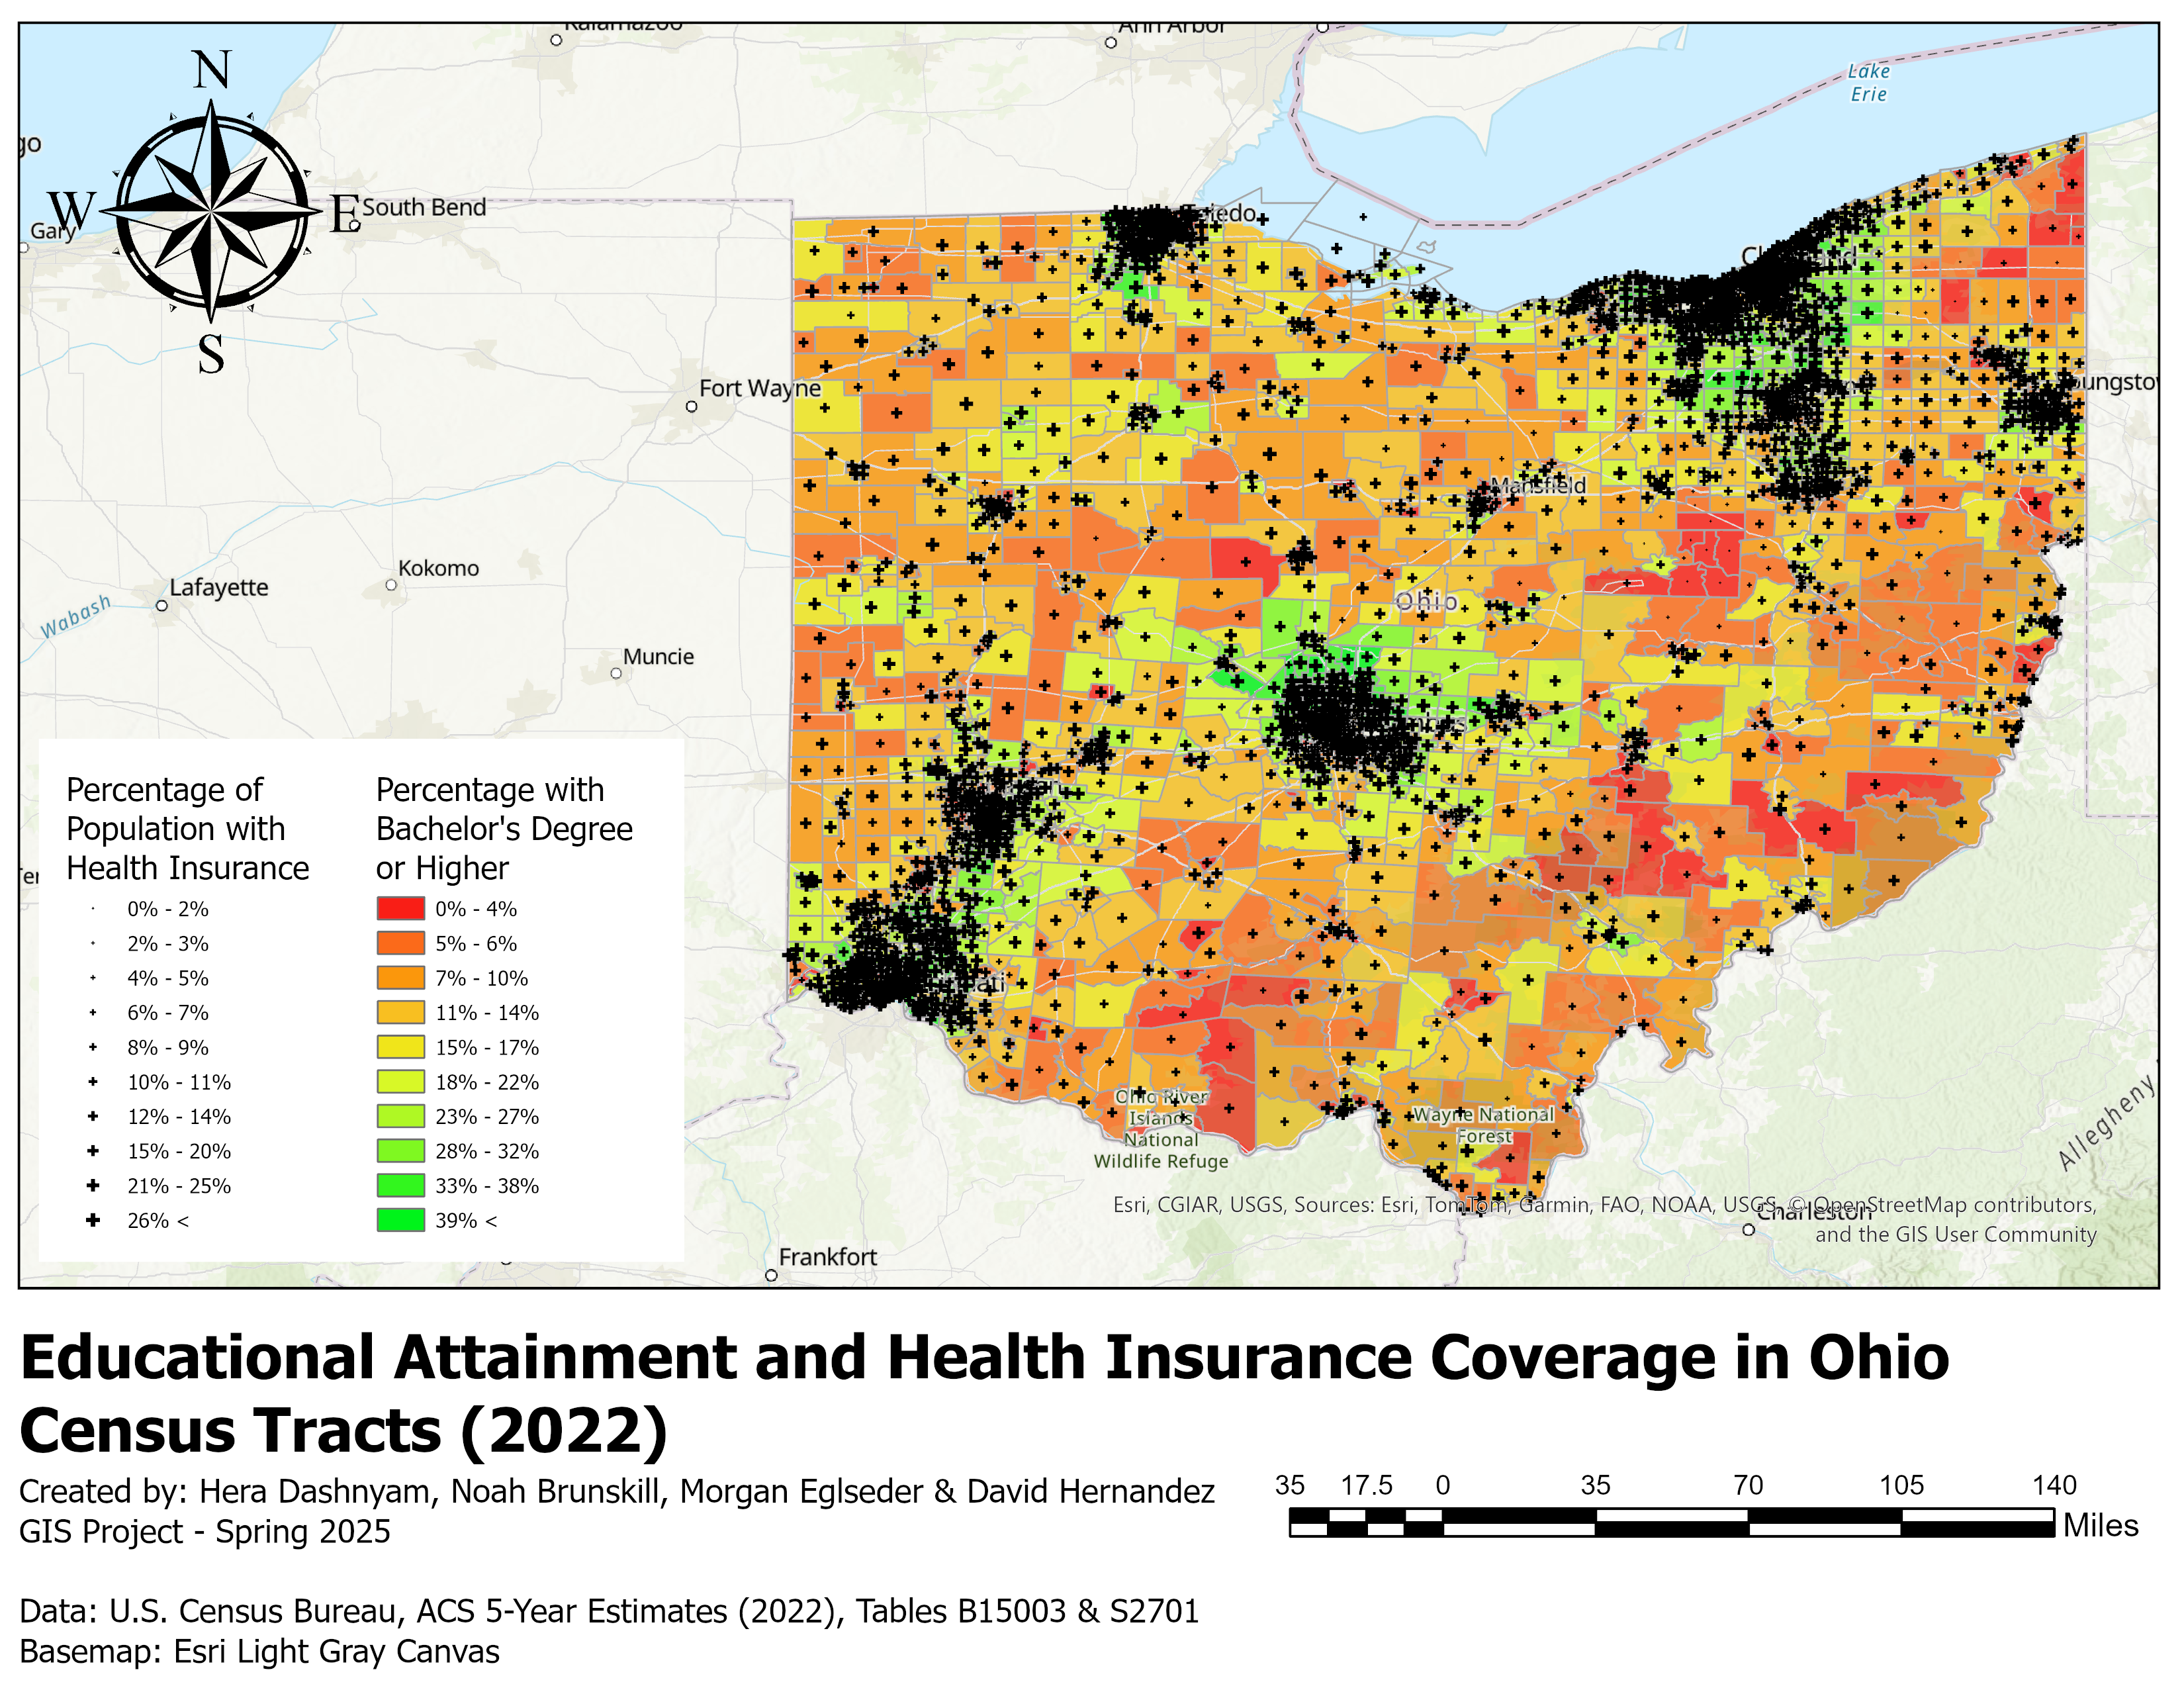 Kalamazoo
Ann Arbor
Lake
Erie
N
W
E
S
go
South Bend
Gary
Toledo
Fort Wayne
Mansfield
Kokomo
Lafayette
Wabash
Ohio
Muncie
Percentage of
Population with
Health Insurance
0% - 2%
2% - 3%
4% - 5%
6% - 7%
8% - 9%
10% - 11%
12% - 14%
15% - 20%
21% - 25%
26% <
Percentage with
Bachelor's Degree
or Higher
0% - 4%
5% - 6%
7% - 10%
11% - 14%
15% - 17%
18% - 22%
23% - 27%
28% - 32%
33% - 38%
39% <
Ohio River
Islands
National
Wildlife Refuge
Wayne National
Forest
Allegheny
Charleston
Frankfort
Esri, CGIAR, USGS, Sources: Esri, TomTom, Garmin, FAO, NOAA, USGS, © OpenStreetMap contributors,
and the GIS User Community
Educational Attainment and Health Insurance Coverage in Ohio
Census Tracts (2022)
Created by: Hera Dashnyam, Noah Brunskill, Morgan Eglseder & David Hernandez
GIS Project - Spring 2025
35 17.5 0 35 70 105 140
Miles
Data: U.S. Census Bureau, ACS 5-Year Estimates (2022), Tables B15003 & S2701
Basemap: Esri Light Gray Canvas